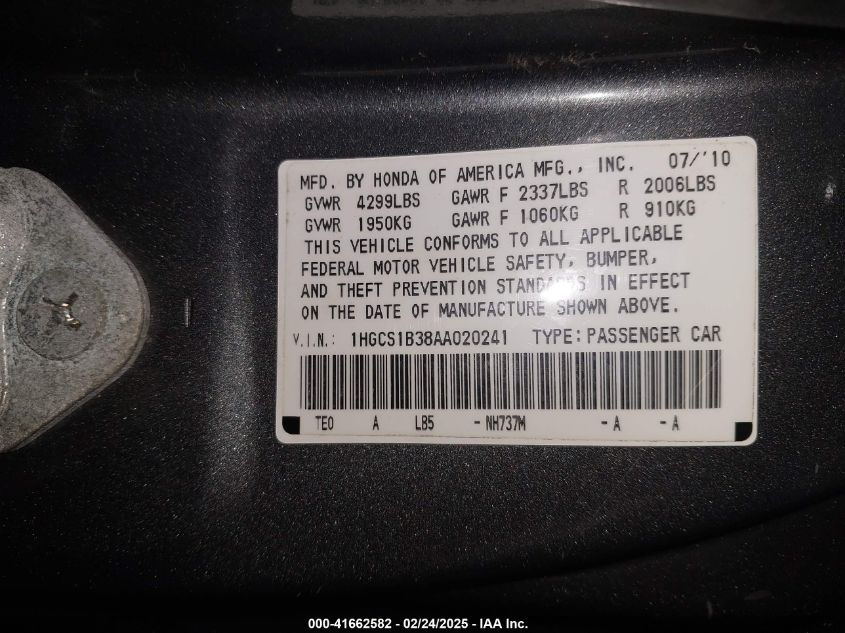 MFD. BY HONDA OF AMERICA MFG., INC. 07/'10
GVWR 4299LBS GAWR F 2337LBS R 2006LBS
GVWR 1950KG GAWR F 1060KG R 910KG
THIS VEHICLE CONFORMS TO ALL APPLICABLE
FEDERAL MOTOR VEHICLE SAFETY, BUMPER,
AND THEFT PREVENTION STANDARDS IN EFFECT
ON THE DATE OF MANUFACTURE SHOWN ABOVE.
V.I.N.: 1HGCS1B38AA020241 TYPE: PASSENGER CAR
TE0 A LB5 - NH737M - A - A
000-41662582 / 02/24/2025 - IAA Inc.